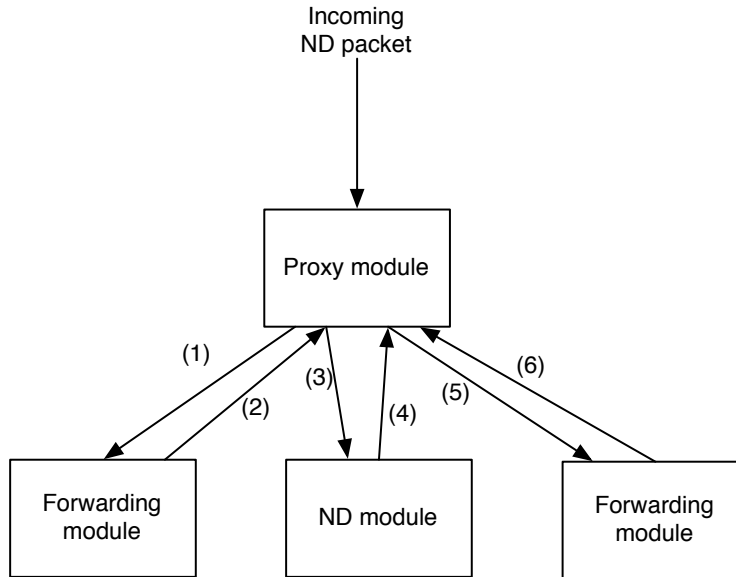 Incoming
ND packet
Proxy module
(1)
(2)
(3)
(4)
(5)
(6)
Forwarding
module
ND module
Forwarding
module